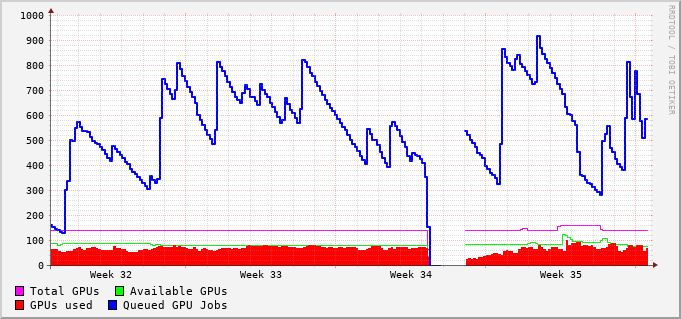 1000
900
800
700
600
500
400
300
200
100
0
Week 32 Week 33 Week 34 Week 35
Total GPUs Available GPUs
GPUs used Queued GPU Jobs
RRDTOOL / TOBI OETIKER